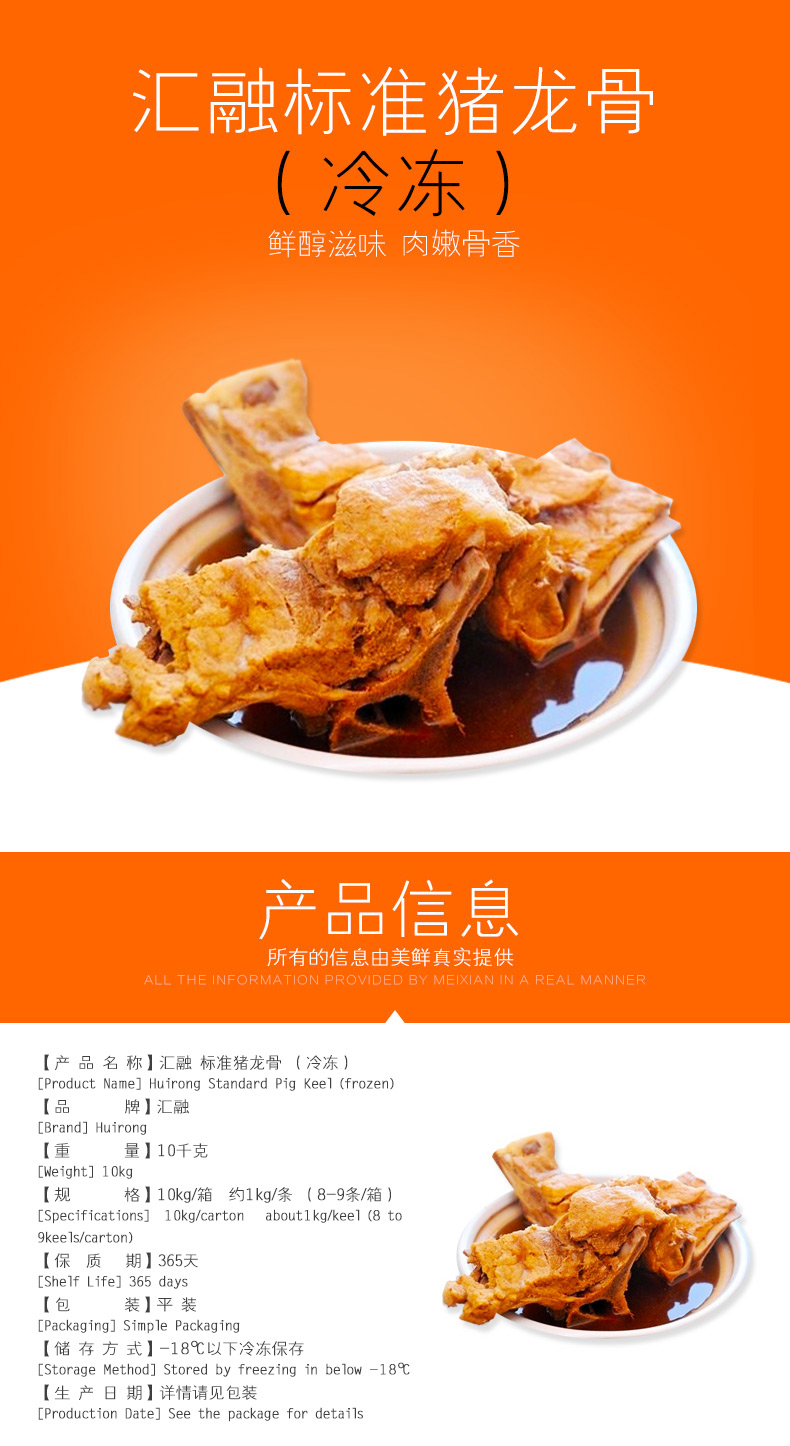 汇融标准猪龙骨
（冷冻）
鲜醇滋味 肉嫩骨香
产品信息
所有的信息由美鲜真实提供
ALL THE INFORMATION PROVIDED BY MEIXIAN IN A REAL MANNER
【产 品 名 称】汇融 标准猪龙骨 （冷冻）
[Product Name] Huirong Standard Pig Keel (frozen)
【品 牌】汇融
[Brand] Huirong
【重 量】10千克
[Weight] 10kg
【规 格】10kg/箱 约1kg/条 （8-9条/箱）
[Specifications] 10kg/carton about1kg/keel (8 to
9keels/carton)
【保 质 期】365天
[Shelf Life] 365 days
【包 装】平 装
[Packaging] Simple Packaging
【储 存 方 式】-18℃以下冷冻保存
[Storage Method] Stored by freezing in below -18℃
【生 产 日 期】详情请见包装
[Production Date] See the package for details